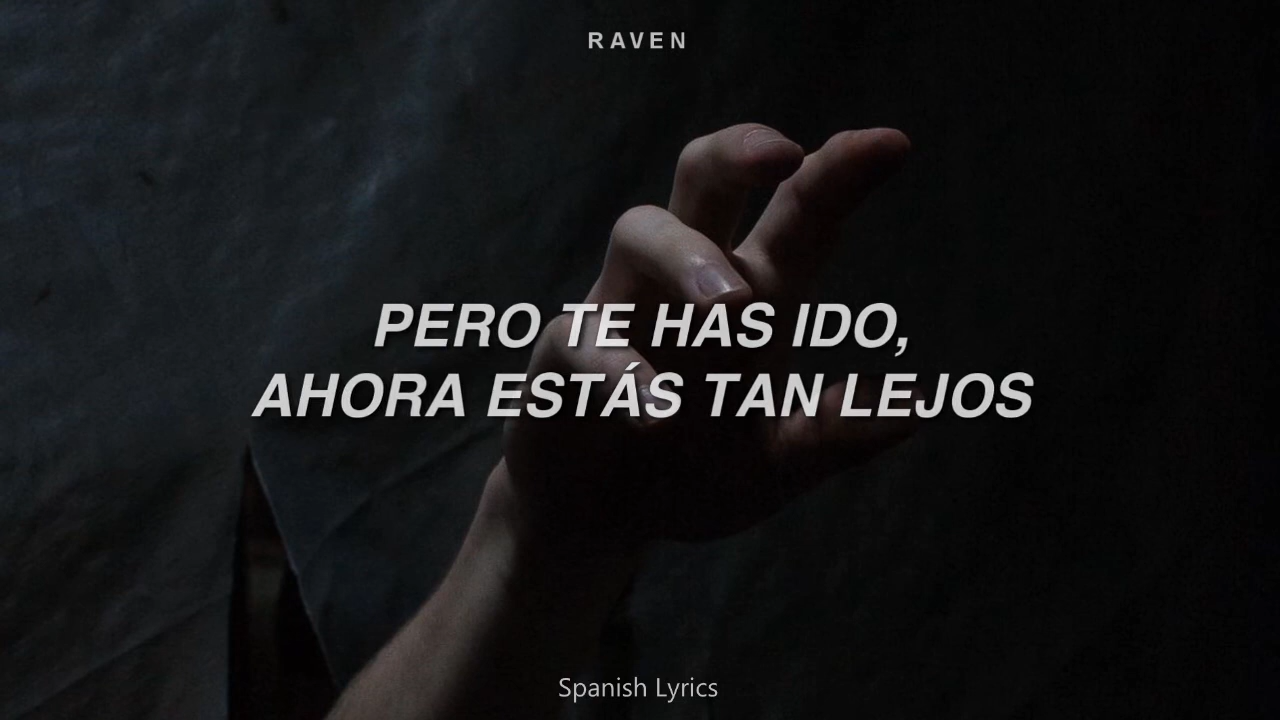 RAVEN
PERO TE HAS IDO,
AHORA ESTÁS TAN LEJOS
Spanish Lyrics